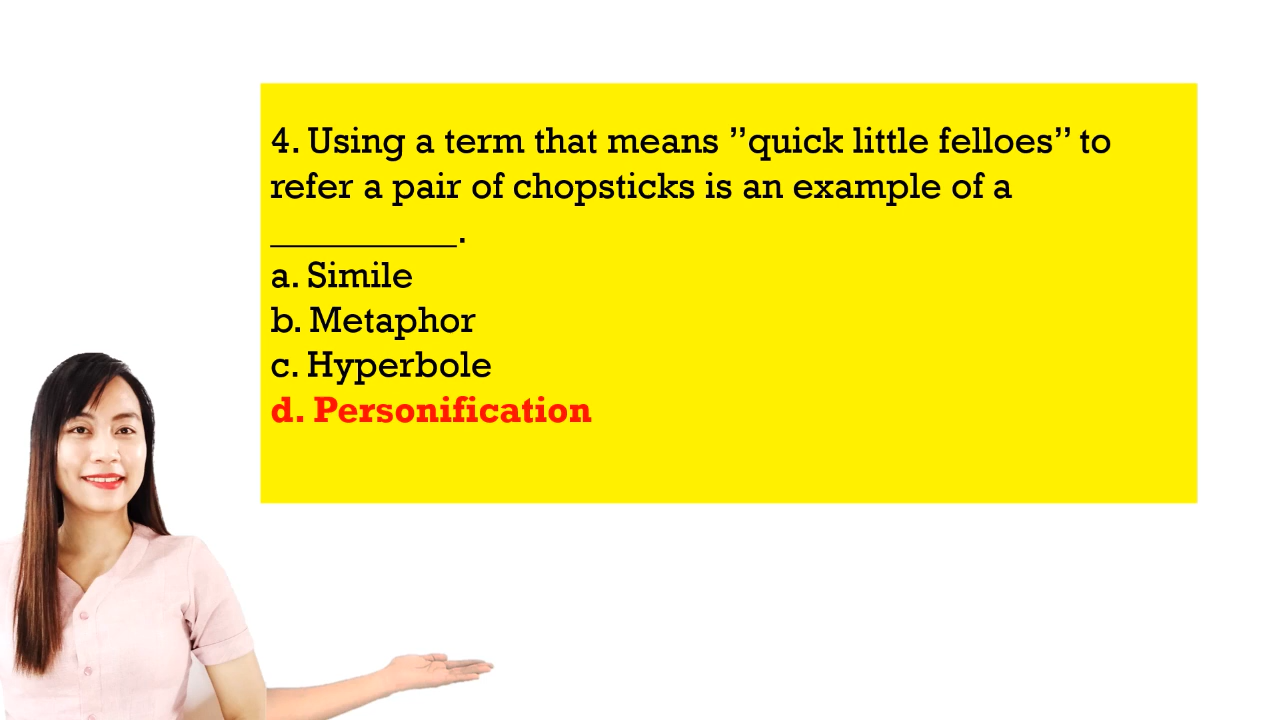 4. Using a term that means ”quick little felloes” to
refer a pair of chopsticks is an example of a
__________.
a. Simile
b. Metaphor
c. Hyperbole
d. Personification